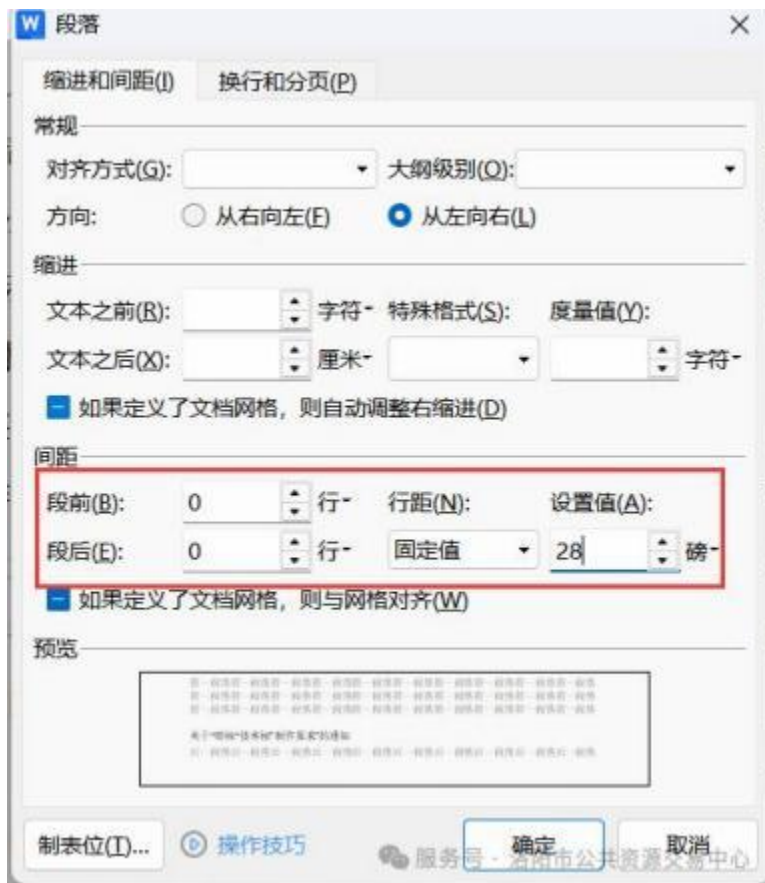 W 段落
缩进和间距(I) 换行和分页(P)
常规
对齐方式(G): 大纲级别(O):
方向: 从右向左(F) 从左向右(L)
缩进
文本之前(R): 字符 特殊格式(S): 度量值(Y):
文本之后(X): 厘米 字符
如果定义了文档网格，则自动调整右缩进(D)
间距
段前(B): 0 行 行距(N): 设置值(A):
段后(E): 0 行 固定值 28 磅
如果定义了文档网格，则与网格对齐(W)
预览
制表位(T)... 操作技巧 确定 取消
服务号·洛阳市公共资源交易中心